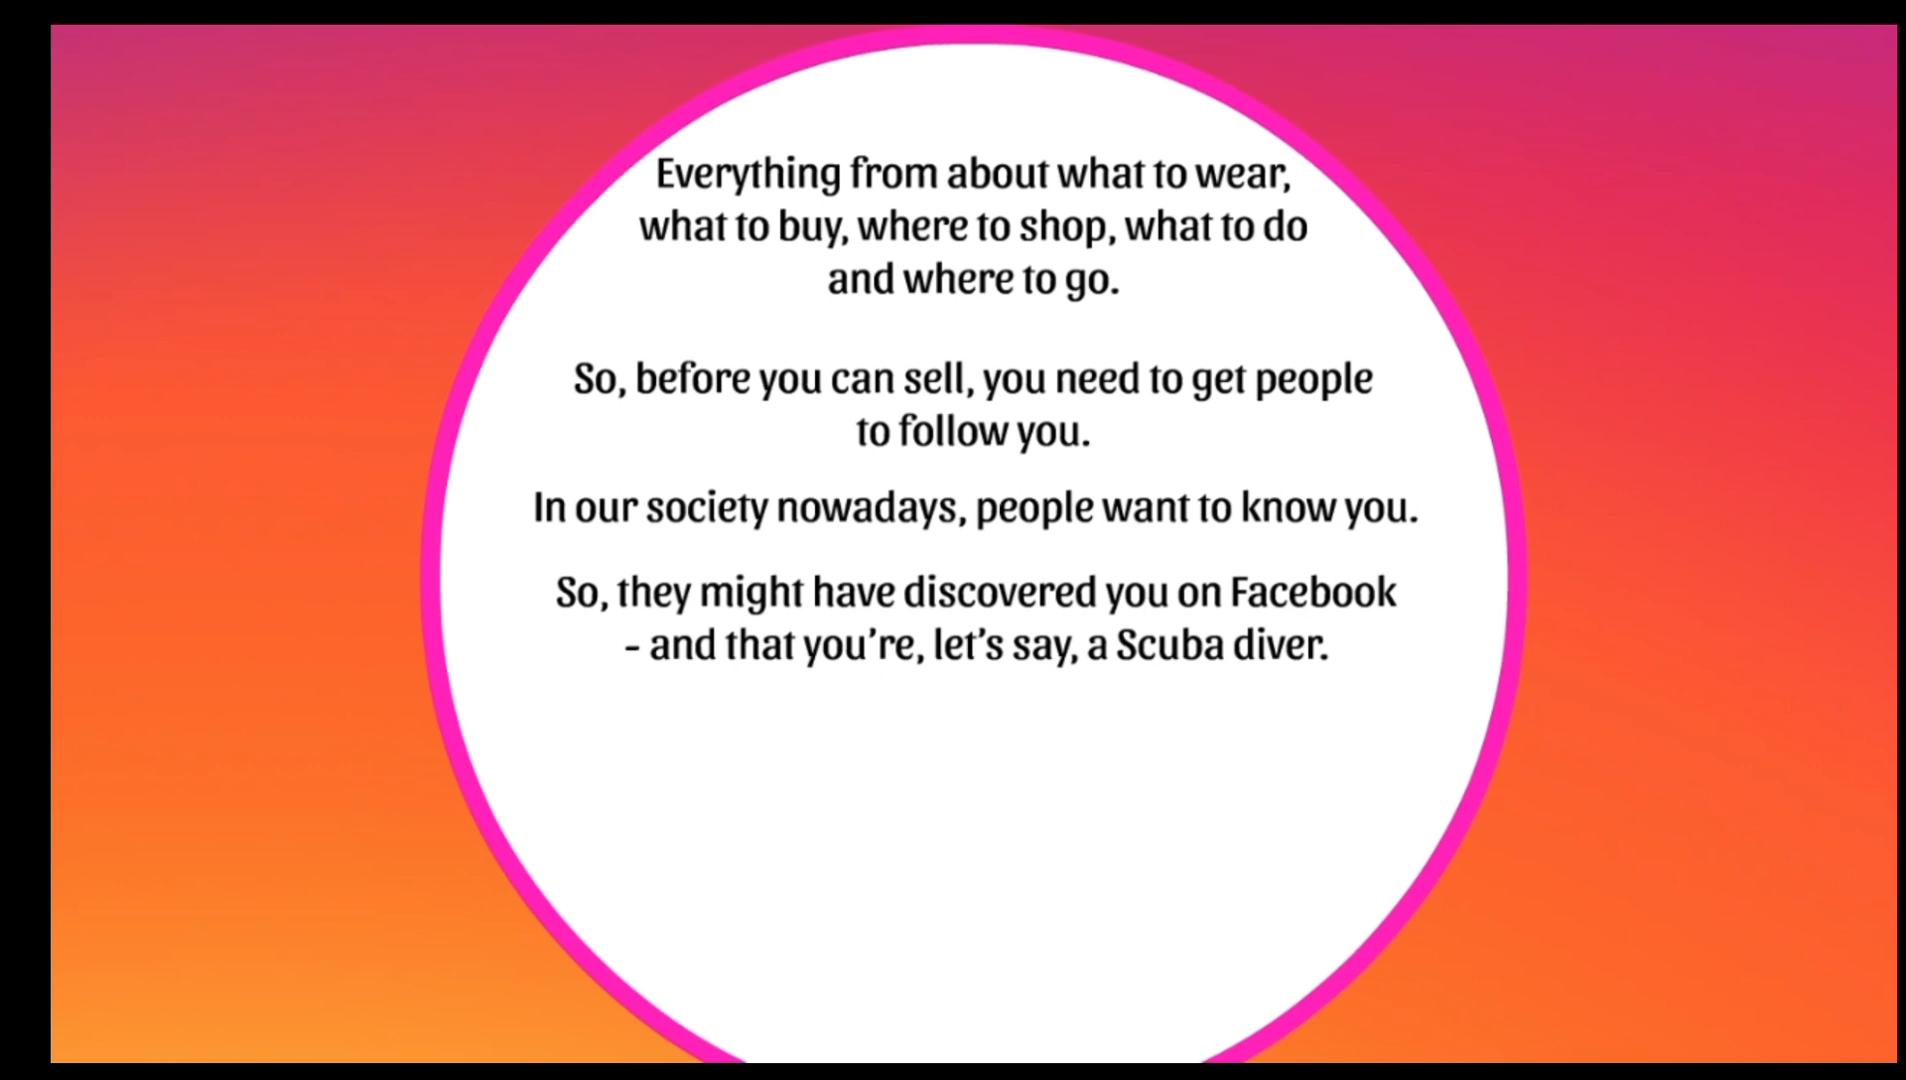 Everything from about what to wear,
what to buy, where to shop, what to do
and where to go.
So, before you can sell, you need to get people
to follow you.
In our society nowadays, people want to know you.
So, they might have discovered you on Facebook
- and that you’re, let’s say, a Scuba diver.